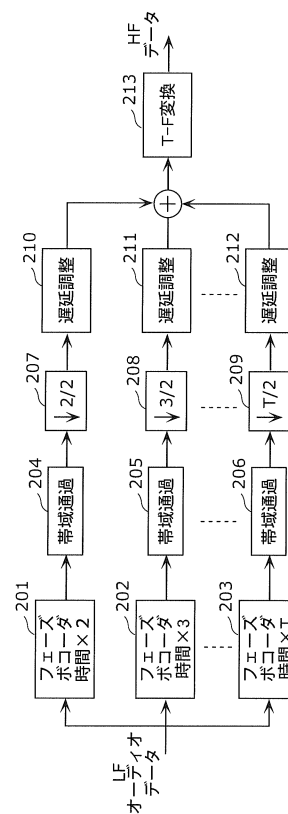 LF
オーディオ
データ
201
フェーズ
ボコーダ
時間×2
204
帯域通過
207
↓ 2/2
210
遅延調整
202
フェーズ
ボコーダ
時間×3
205
帯域通過
208
↓ 3/2
211
遅延調整
203
フェーズ
ボコーダ
時間×T
206
帯域通過
209
↓ T/2
212
遅延調整
+
213
T-F変換
HF
データ